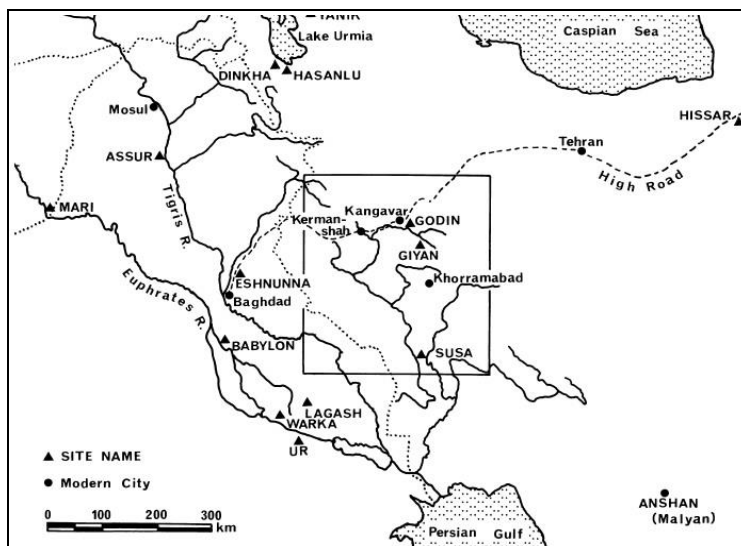 TANIR
Lake Urmia
Caspian Sea
DINKHA
HASANLU
Mosul
HISSAR
Tehran
ASSUR
High Road
Tigris R.
MARI
Kangavar
Kerman-
shah
GODIN
GIYAN
Euphrates R.
ESHNUNNA
Khorramabad
Baghdad
BABYLON
SUSA
LAGASH
WARKA
UR
▲ SITE NAME
● Modern City
0 100 200 300
km
ANSHAN
(Malyan)
Persian Gulf